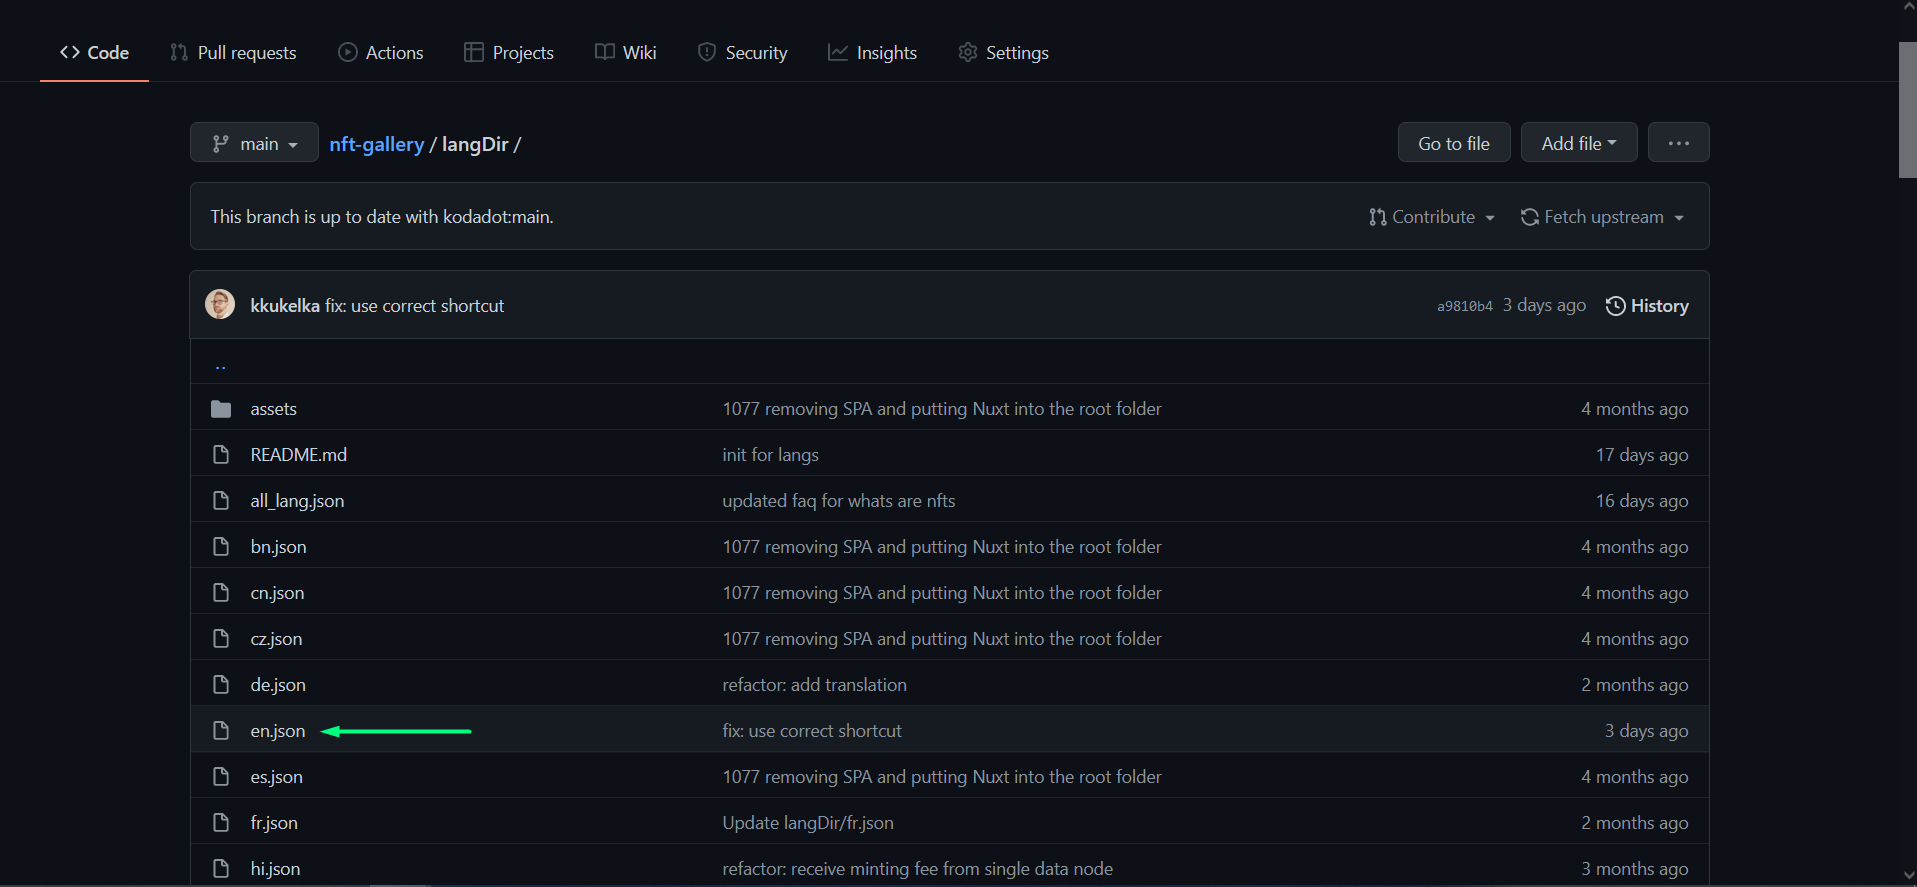 Code Pull requests Actions Projects Wiki Security Insights Settings
main nft-gallery / langDir / Go to file Add file ...
This branch is up to date with kodadot:main. Contribute Fetch upstream
kkukelka fix: use correct shortcut a9810b4 3 days ago History
..
assets 1077 removing SPA and putting Nuxt into the root folder 4 months ago
README.md init for langs 17 days ago
all_lang.json updated faq for whats are nfts 16 days ago
bn.json 1077 removing SPA and putting Nuxt into the root folder 4 months ago
cn.json 1077 removing SPA and putting Nuxt into the root folder 4 months ago
cz.json 1077 removing SPA and putting Nuxt into the root folder 4 months ago
de.json refactor: add translation 2 months ago
en.json fix: use correct shortcut 3 days ago
es.json 1077 removing SPA and putting Nuxt into the root folder 4 months ago
fr.json Update langDir/fr.json 2 months ago
hi.json refactor: receive minting fee from single data node 3 months ago